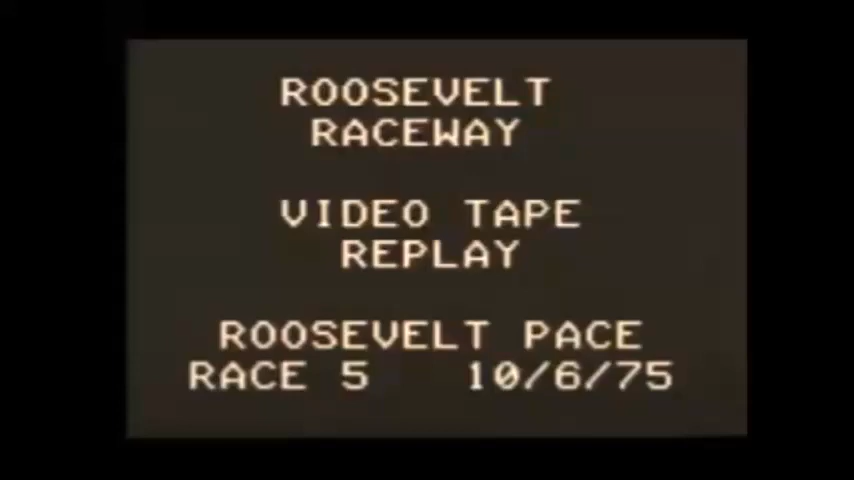 ROOSEVELT
RACEWAY
VIDEO TAPE
REPLAY
ROOSEVELT PACE
RACE 5 10/6/75